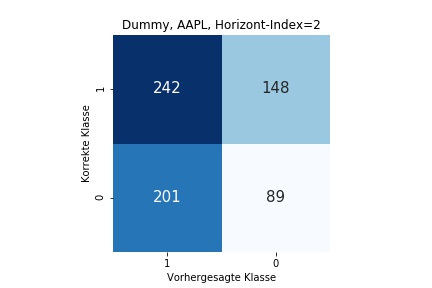 Dummy, AAPL, Horizont-Index=2
Korrekte Klasse
1
242
148
0
201
89
1
0
Vorhergesagte Klasse